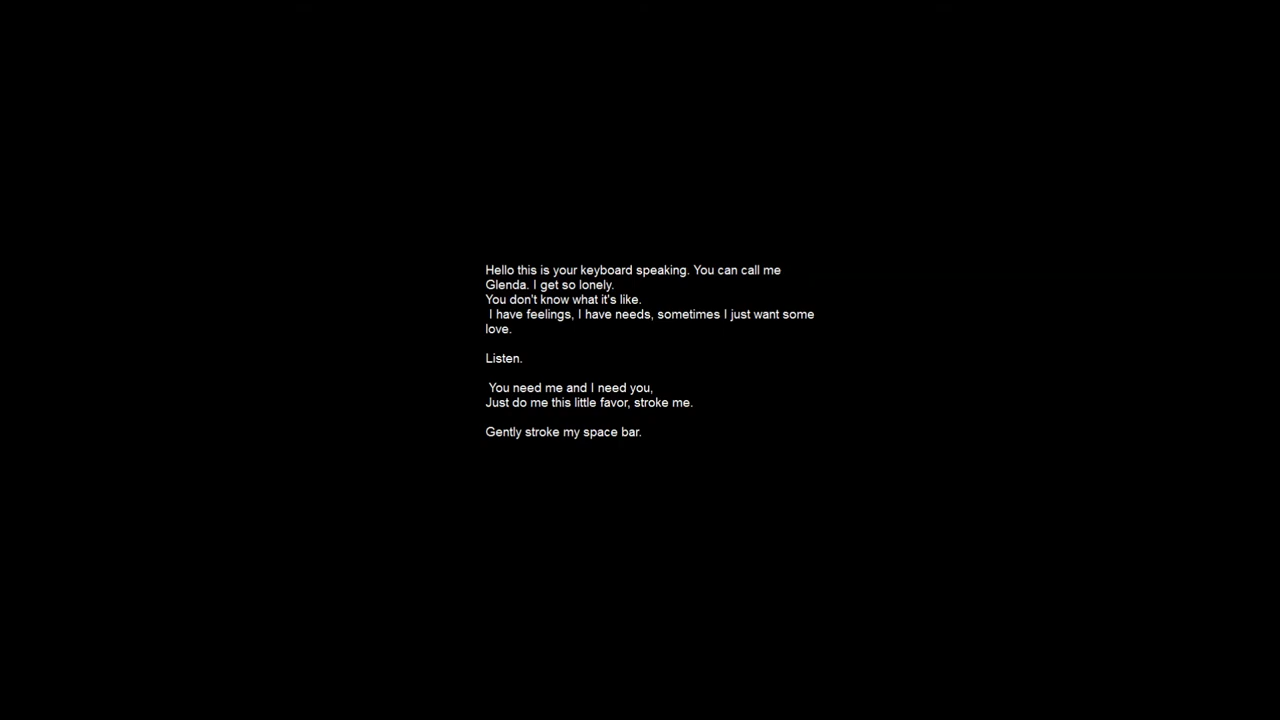 Hello this is your keyboard speaking. You can call me
Glenda. I get so lonely.
You don't know what it's like.
I have feelings, I have needs, sometimes I just want some
love.
Listen.
You need me and I need you,
Just do me this little favor, stroke me.
Gently stroke my space bar.